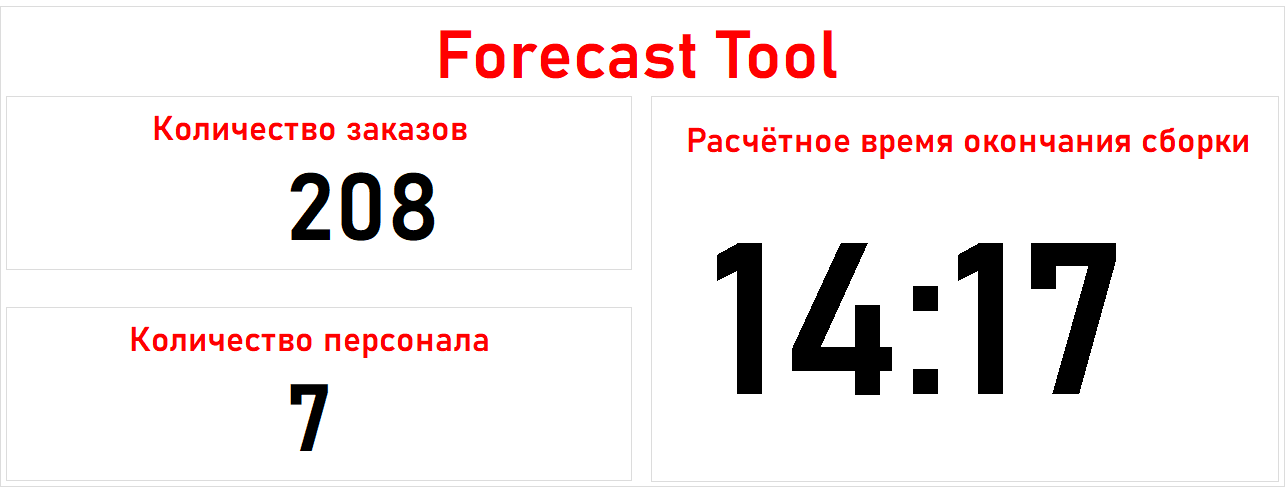 Forecast Tool
Количество заказов
208
Количество персонала
7
Расчётное время окончания сборки
14:17